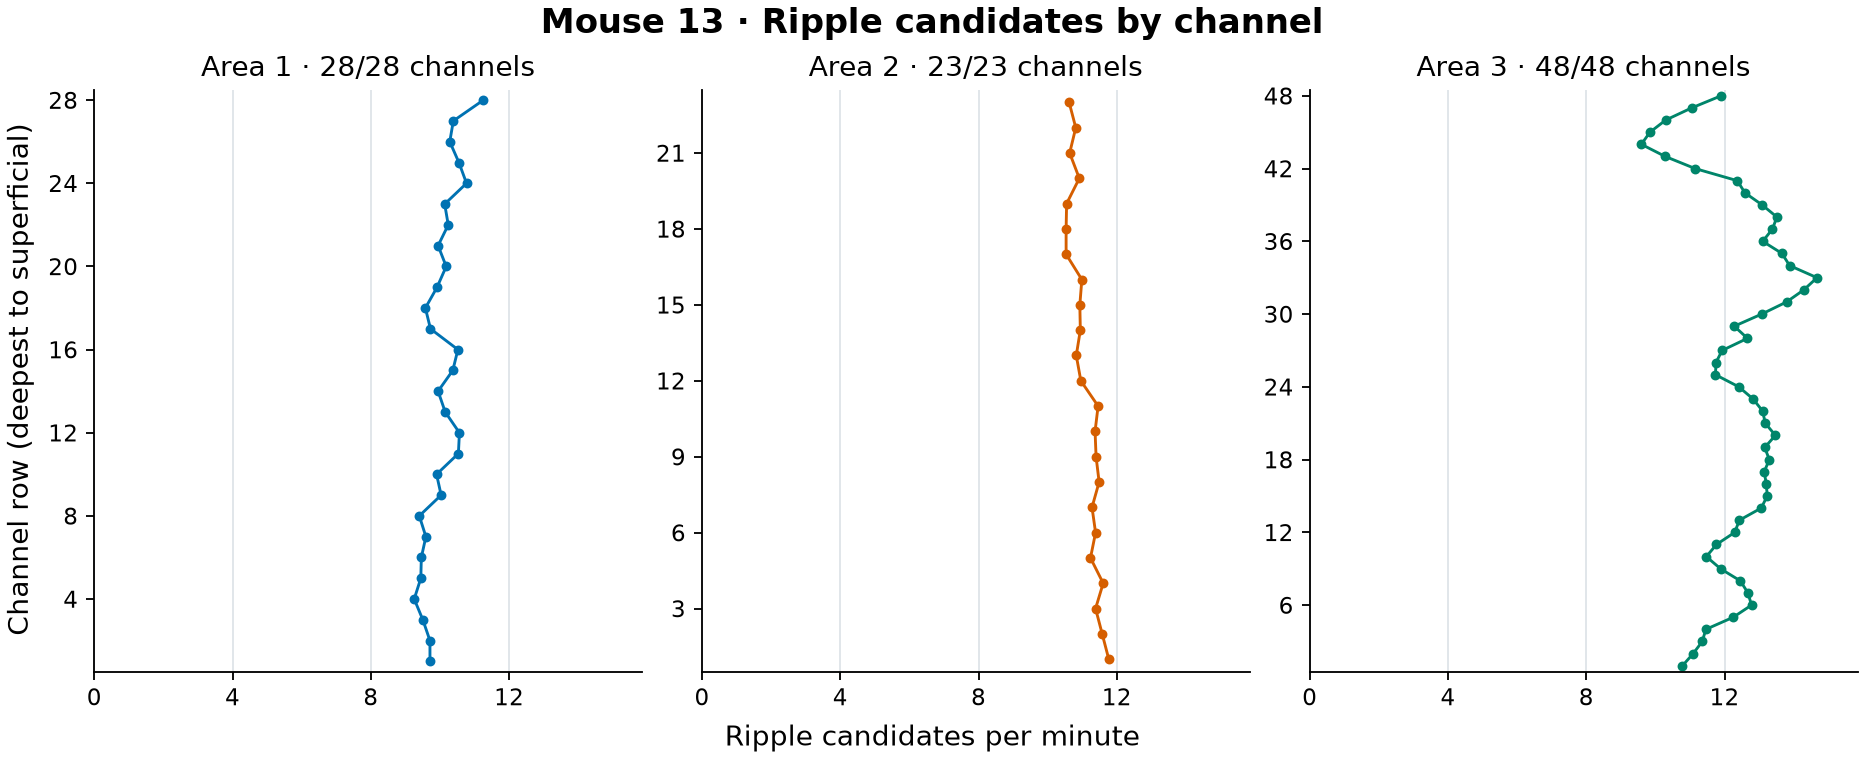 Mouse 13 · Ripple candidates by channel
Area 1 · 28/28 channels
Area 2 · 23/23 channels
Area 3 · 48/48 channels
Channel row (deepest to superficial)
28
24
20
16
12
8
4
0 4 8 12
21
18
15
12
9
6
3
0 4 8 12
48
42
36
30
24
18
12
6
0 4 8 12
Ripple candidates per minute